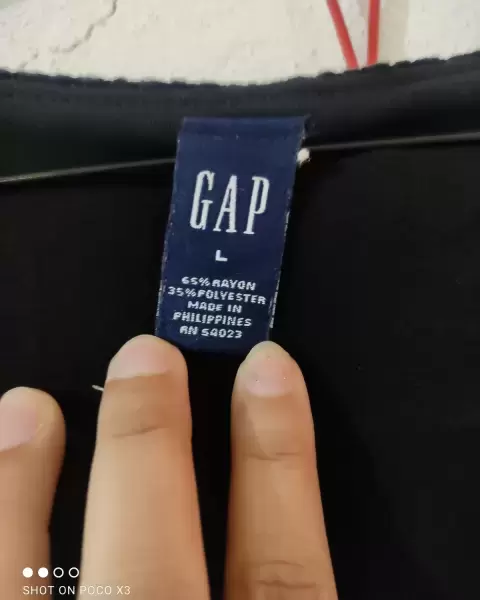 GAP
L
65% RAYON
35% POLYESTER
MADE IN
PHILIPPINES
RN 54023
SHOT ON POCO X3